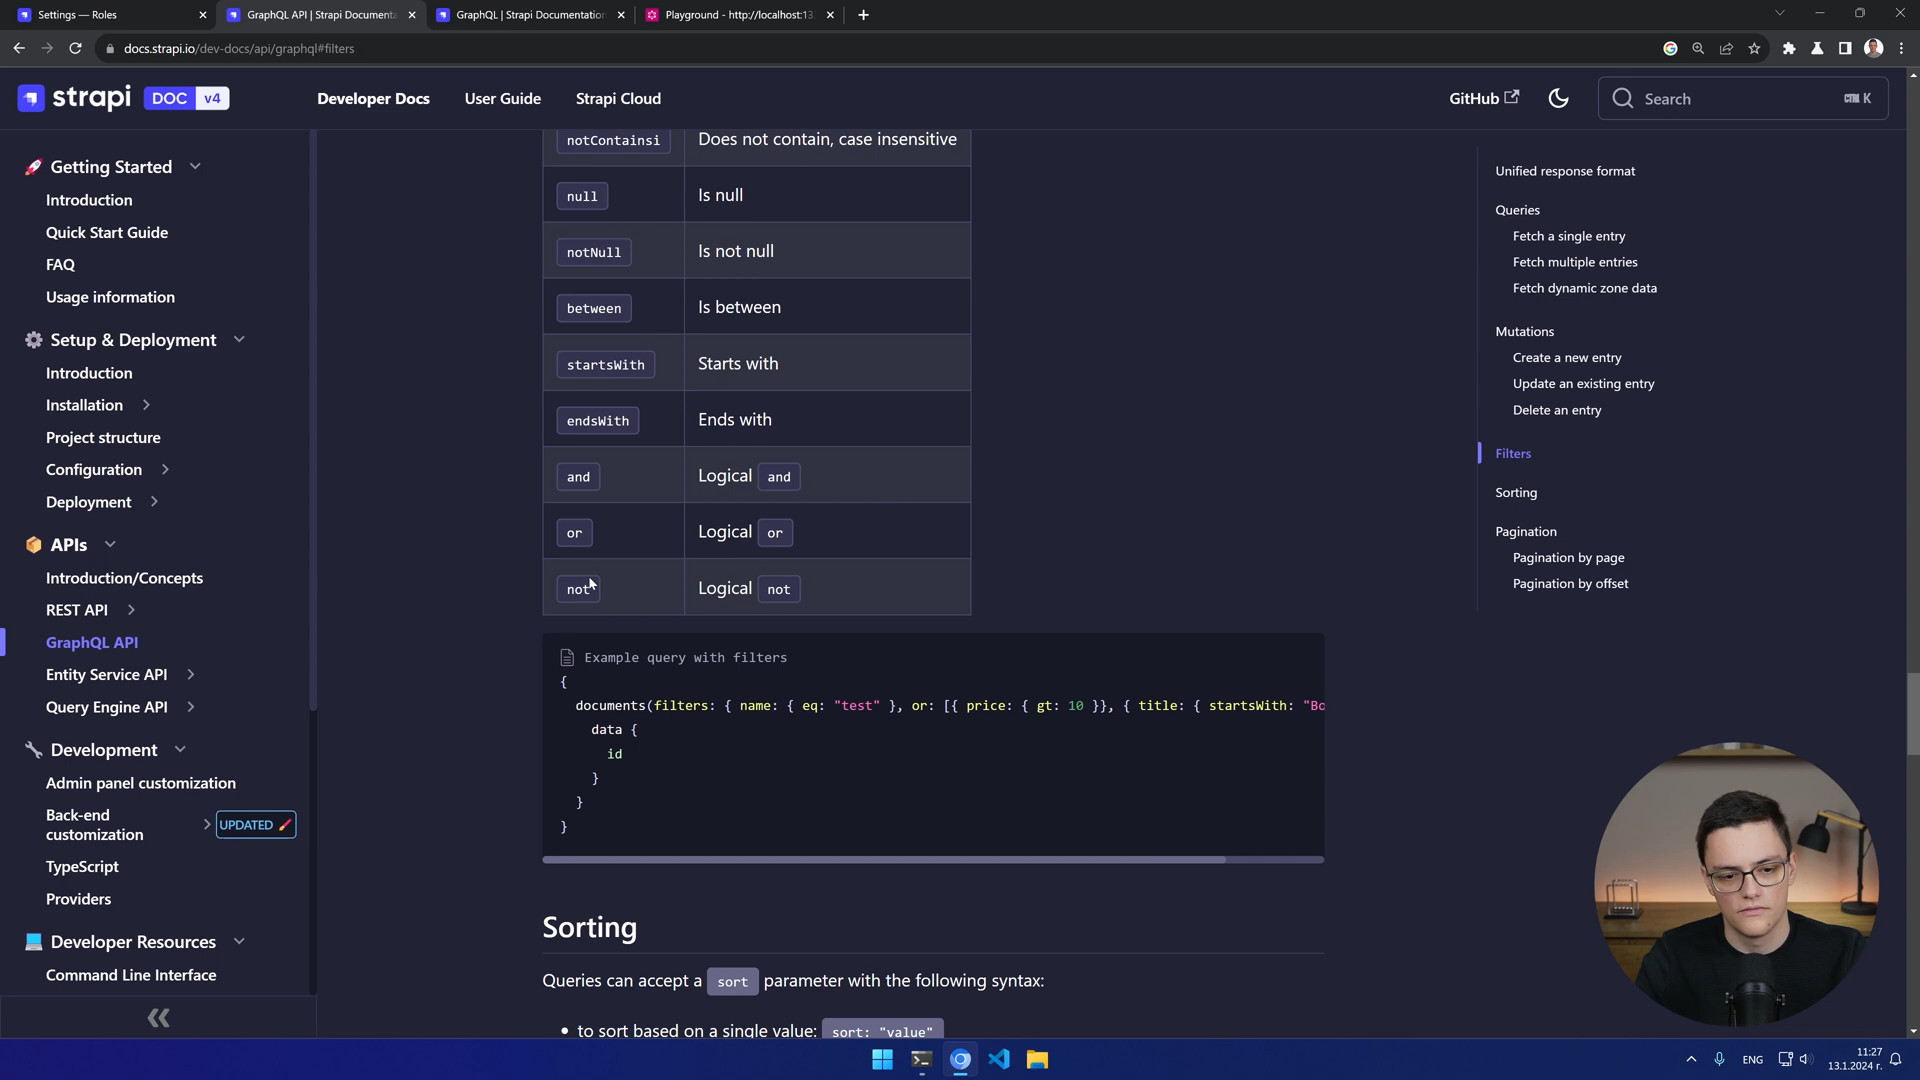 Settings — Roles
GraphQL API | Strapi Documenta
GraphQL | Strapi Documentation
Playground - http://localhost:13
docs.strapi.io/dev-docs/api/graphql#filters
strapi DOC v4
Developer Docs
User Guide
Strapi Cloud
GitHub
Search
CTRL K
Getting Started
Introduction
Quick Start Guide
FAQ
Usage information
Setup & Deployment
Introduction
Installation
Project structure
Configuration
Deployment
APIs
Introduction/Concepts
REST API
GraphQL API
Entity Service API
Query Engine API
Development
Admin panel customization
Back-end
customization
UPDATED
TypeScript
Providers
Developer Resources
Command Line Interface
notContainsi Does not contain, case insensitive
null Is null
notNull Is not null
between Is between
startsWith Starts with
endsWith Ends with
and Logical and
or Logical or
not Logical not
Example query with filters
{
documents(filters: { name: { eq: "test" }, or: [{ price: { gt: 10 }}, { title: { startsWith: "Bo
data {
id
}
}
}
Sorting
Queries can accept a sort parameter with the following syntax:
• to sort based on a single value: sort: "value"
Unified response format
Queries
Fetch a single entry
Fetch multiple entries
Fetch dynamic zone data
Mutations
Create a new entry
Update an existing entry
Delete an entry
Filters
Sorting
Pagination
Pagination by page
Pagination by offset
ENG
11:27
13.1.2024 г.